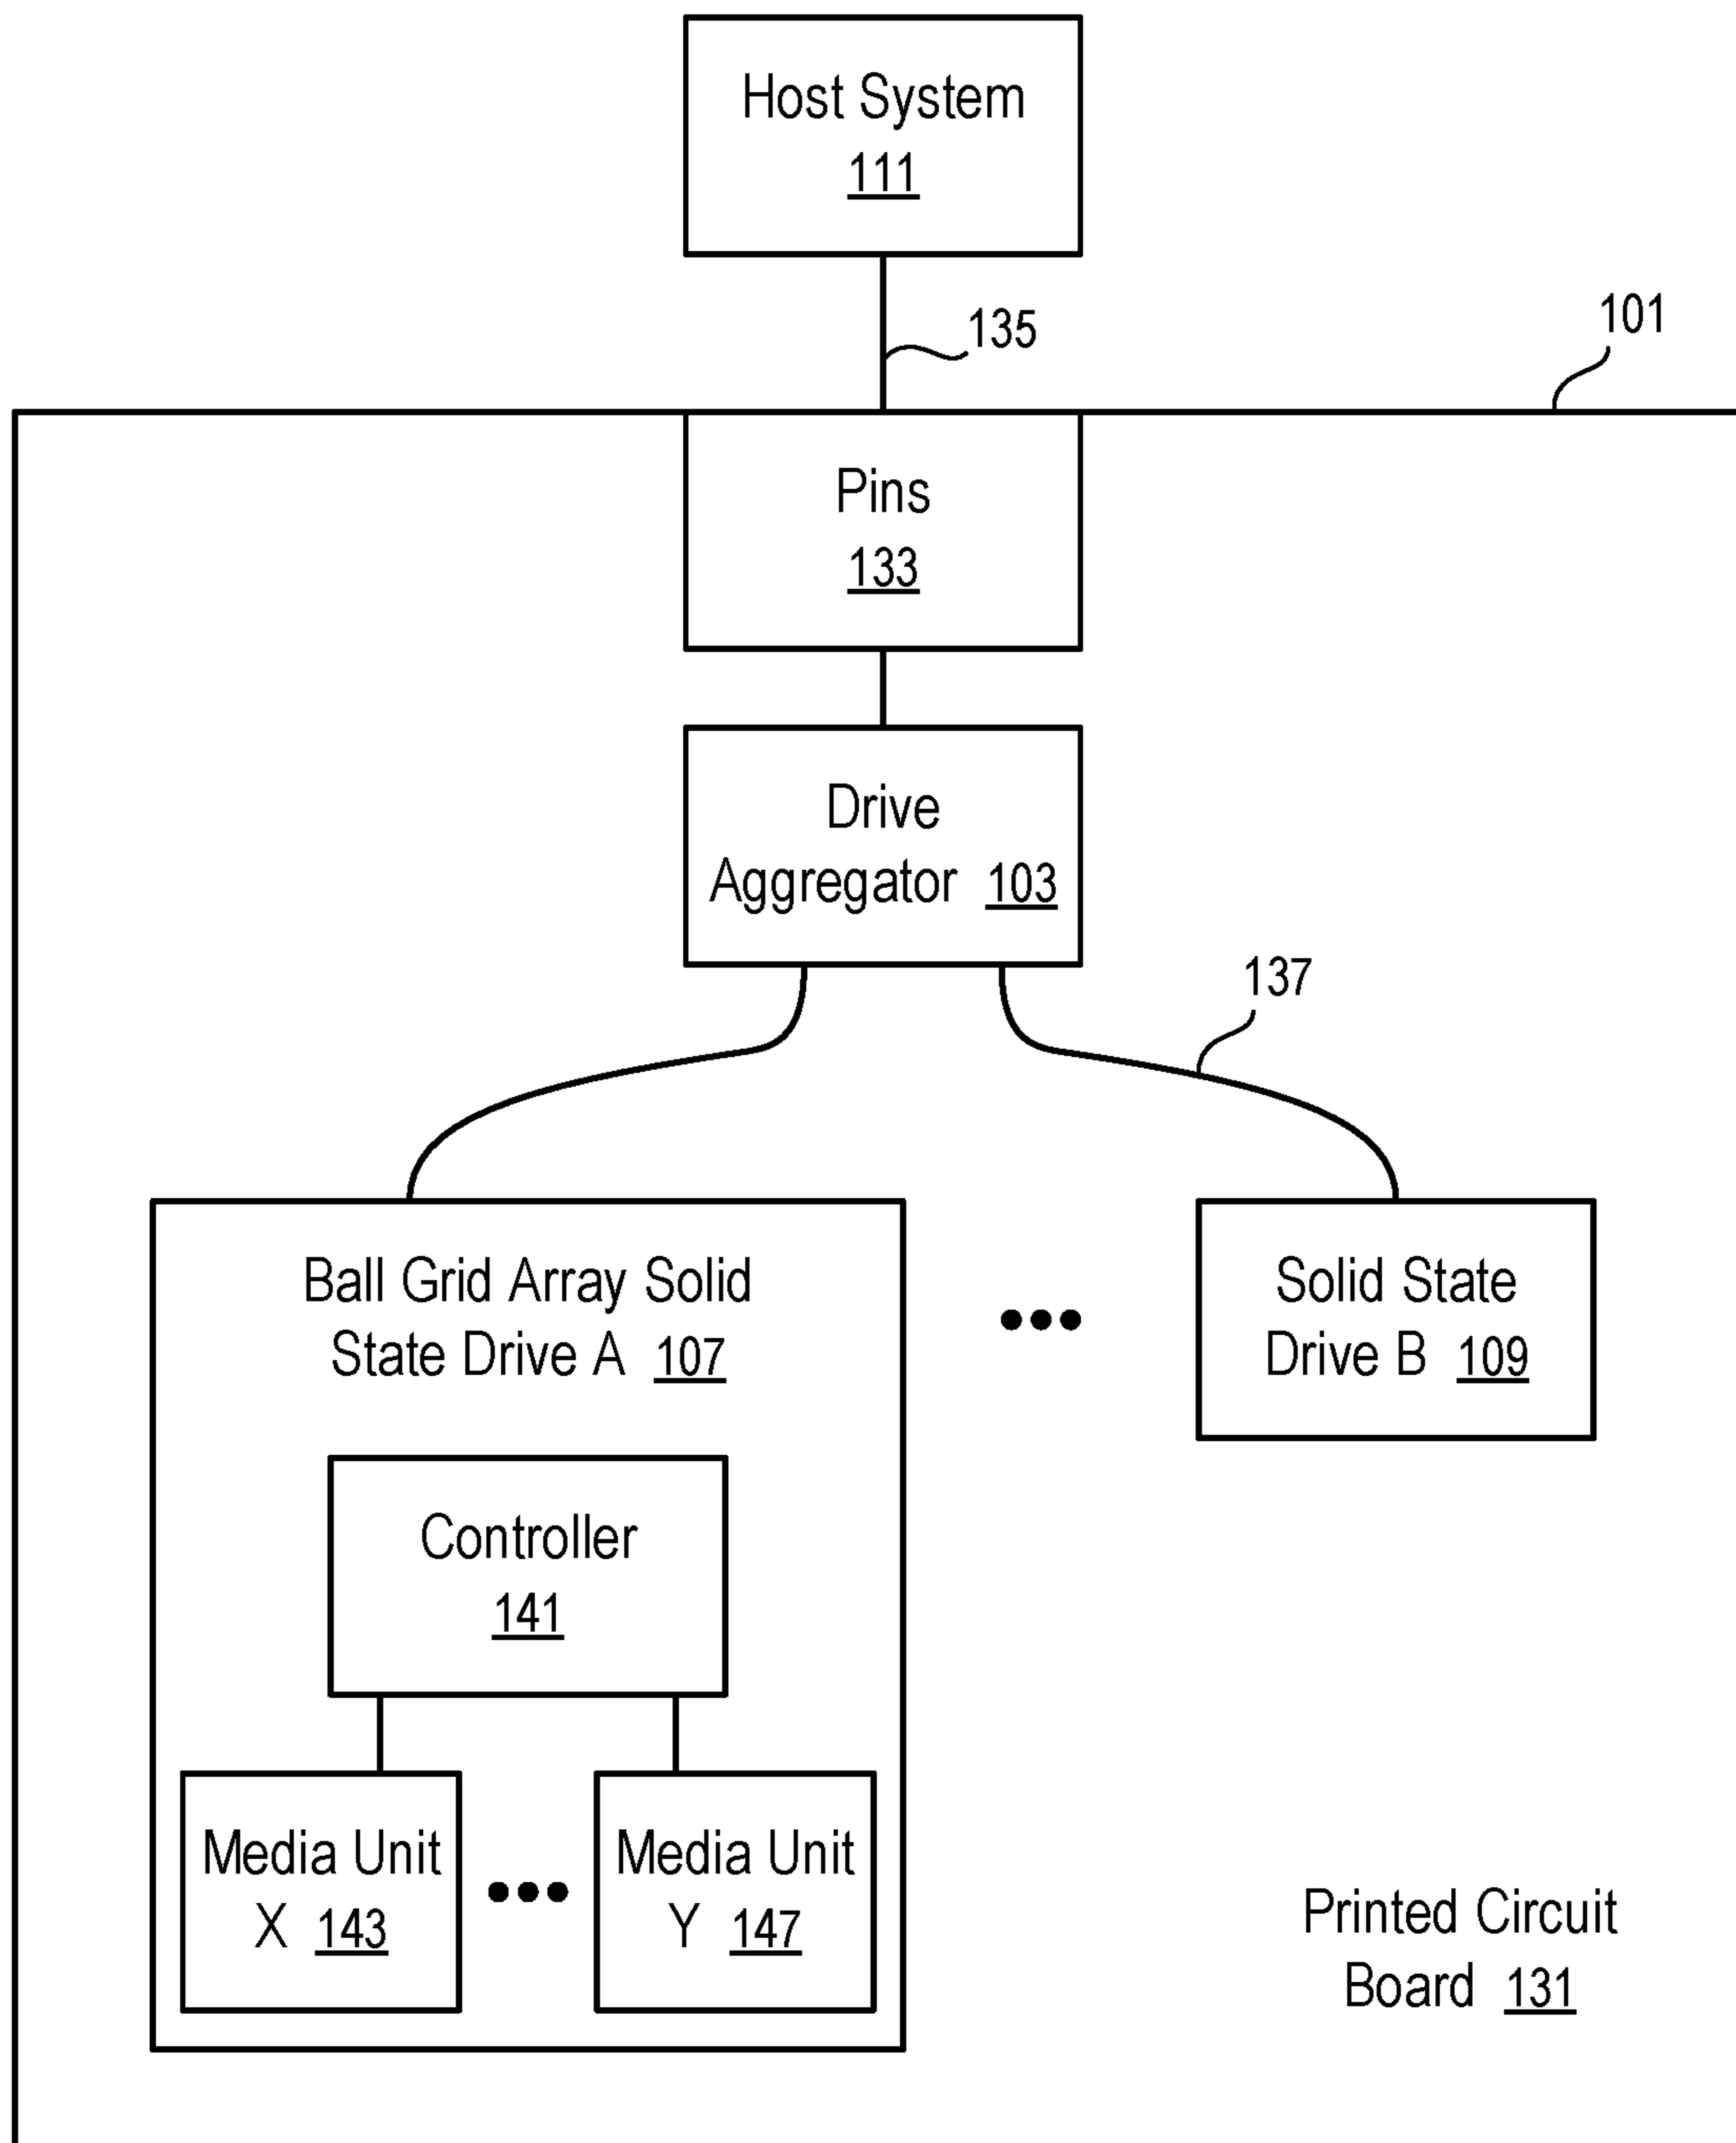 Host System
111
135
101
Pins
133
Drive
Aggregator 103
137
Ball Grid Array Solid
State Drive A 107
Solid State
Drive B 109
Controller
141
Media Unit
X 143
Media Unit
Y 147
Printed Circuit
Board 131